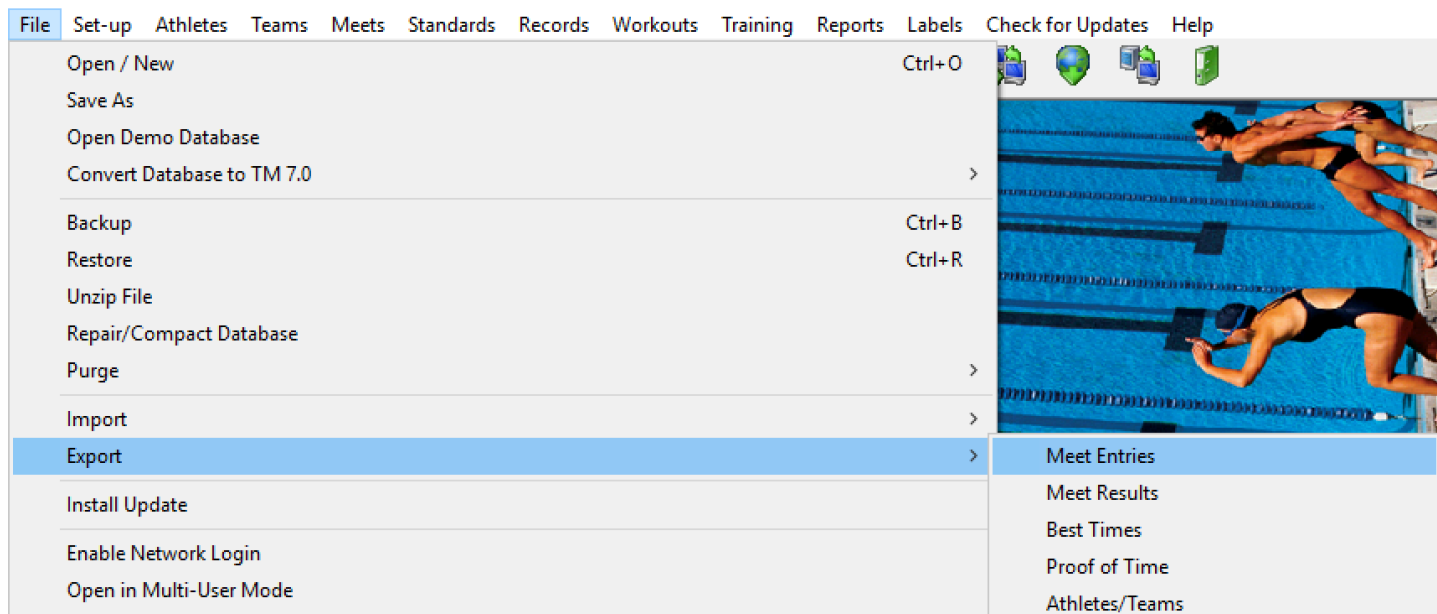 File Set-up Athletes Teams Meets Standards Records Workouts Training Reports Labels Check for Updates Help
Open / New Ctrl+O
Save As
Open Demo Database
Convert Database to TM 7.0 >
Backup Ctrl+B
Restore Ctrl+R
Unzip File
Repair/Compact Database
Purge >
Import >
Export >
Meet Entries
Install Update
Meet Results
Best Times
Enable Network Login
Proof of Time
Open in Multi-User Mode
Athletes/Teams